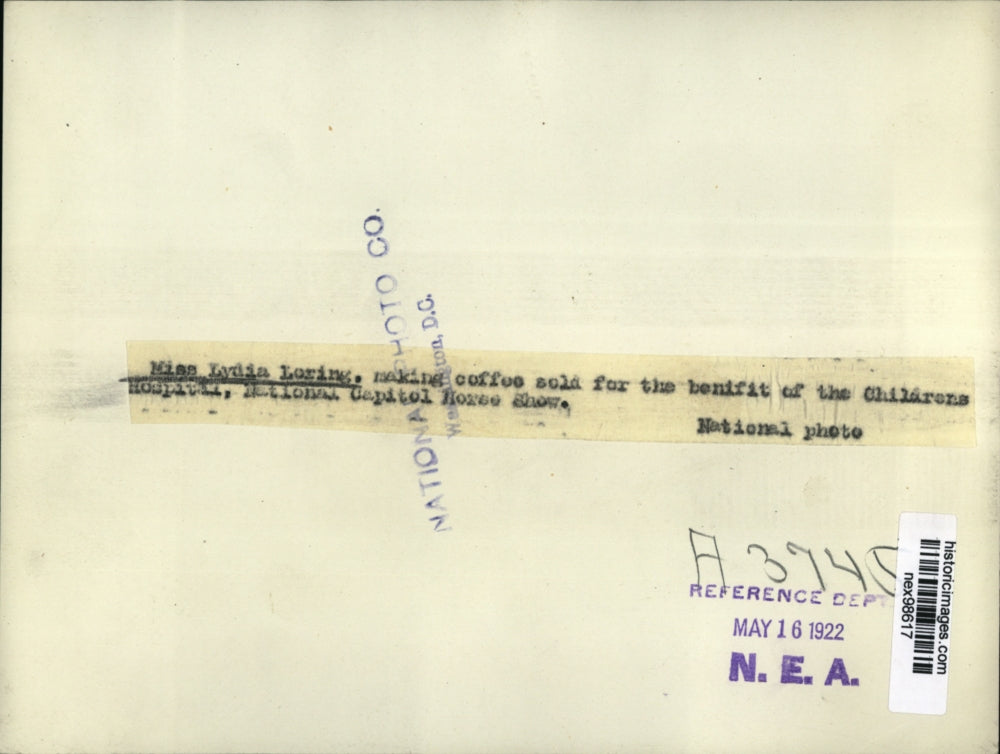 NATIONAL PHOTO CO.
Washington, D.C.
Miss Lydia Loring, making coffee sold for the benifit of the Childrens
Hospital, National Capitol Horse Show.
National photo
A 3740
REFERENCE DEPT
MAY 16 1922
N. E. A.
historicimages.com
nex98617